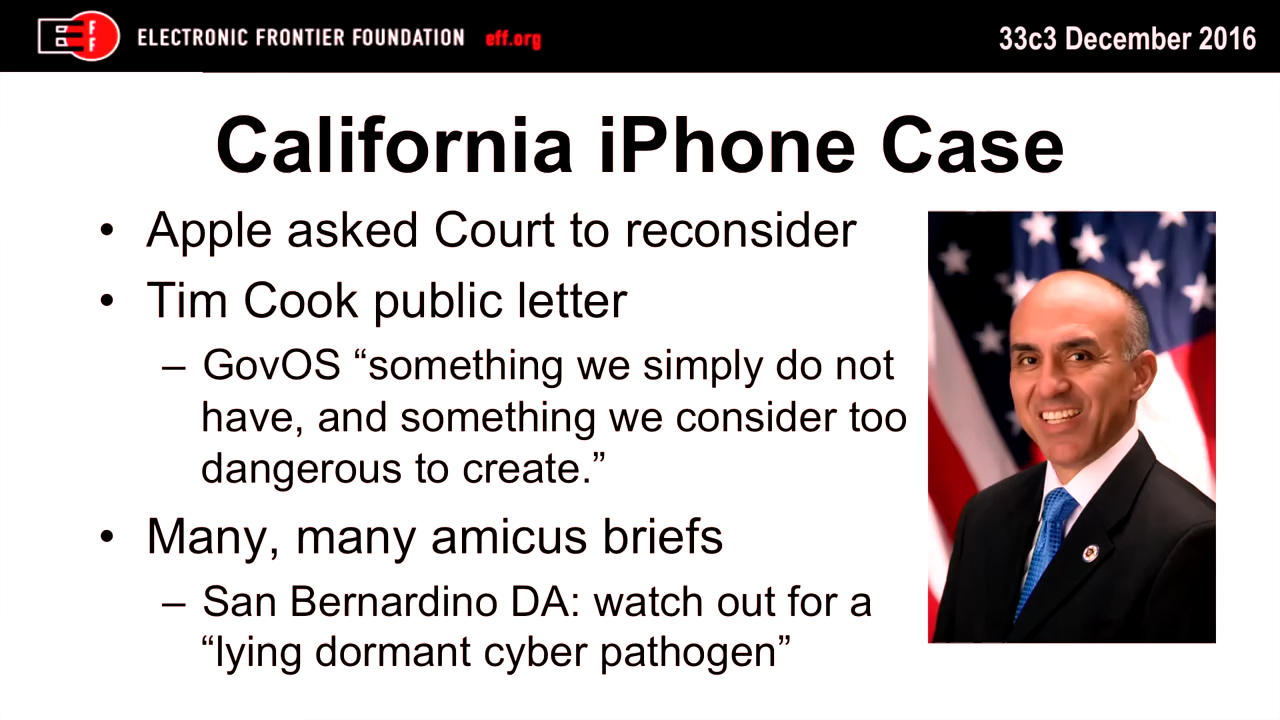 EFF ELECTRONIC FRONTIER FOUNDATION eff.org
33c3 December 2016
California iPhone Case
• Apple asked Court to reconsider
• Tim Cook public letter
– GovOS “something we simply do not
have, and something we consider too
dangerous to create.”
• Many, many amicus briefs
– San Bernardino DA: watch out for a
“lying dormant cyber pathogen”